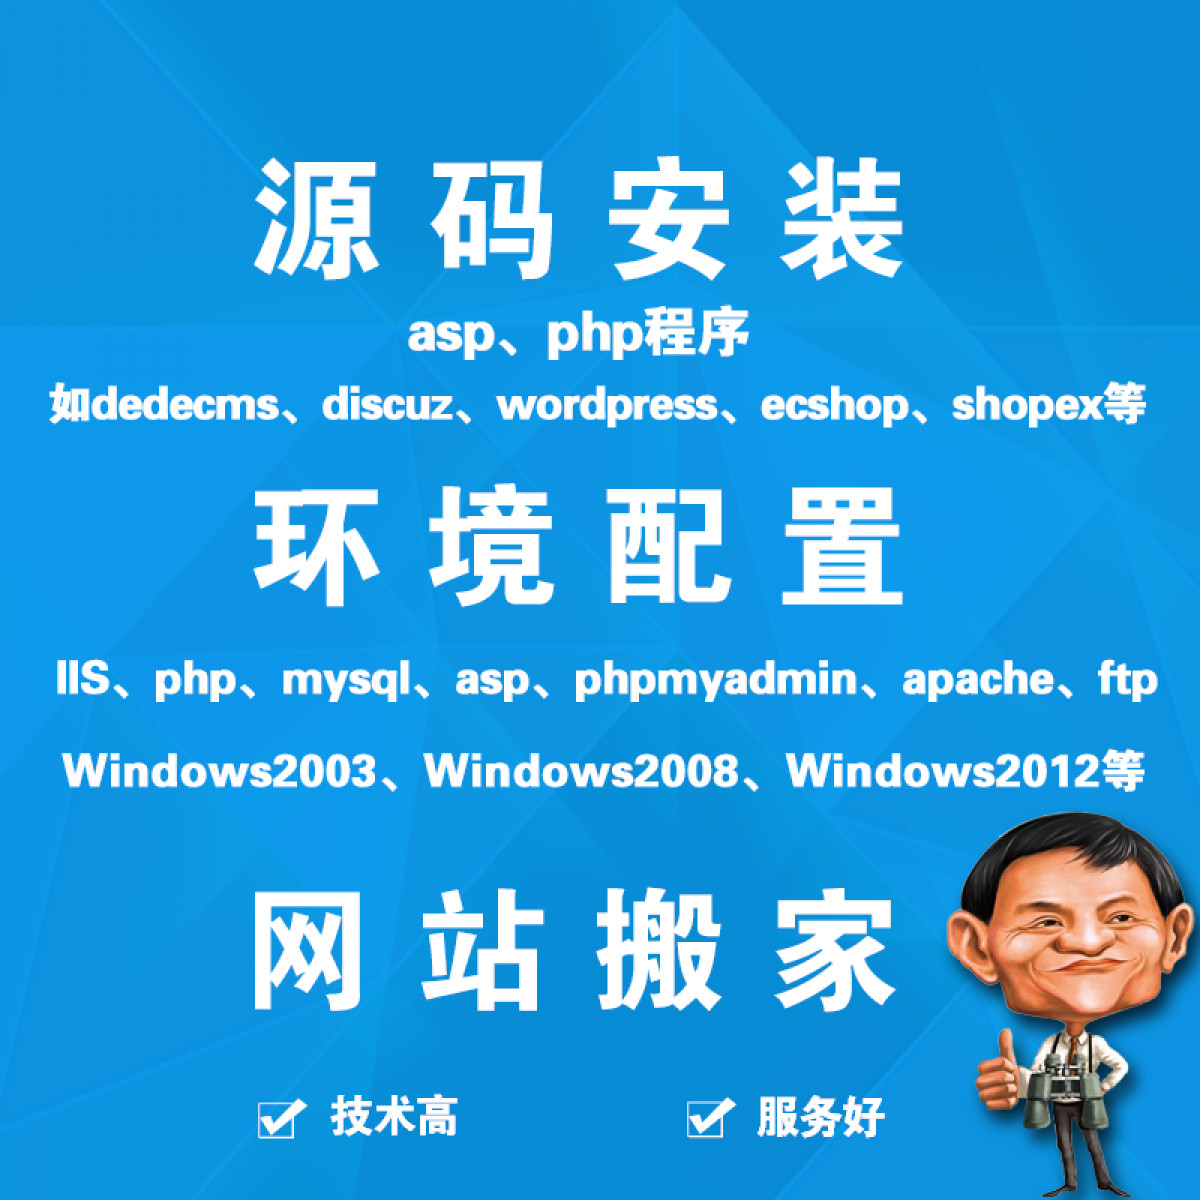 源码安装
asp、php程序
如dedecms、discuz、wordpress、ecshop、shopex等
环境配置
IIS、php、mysql、asp、phpmyadmin、apache、ftp
Windows2003、Windows2008、Windows2012等
网站搬家
技术高 服务好